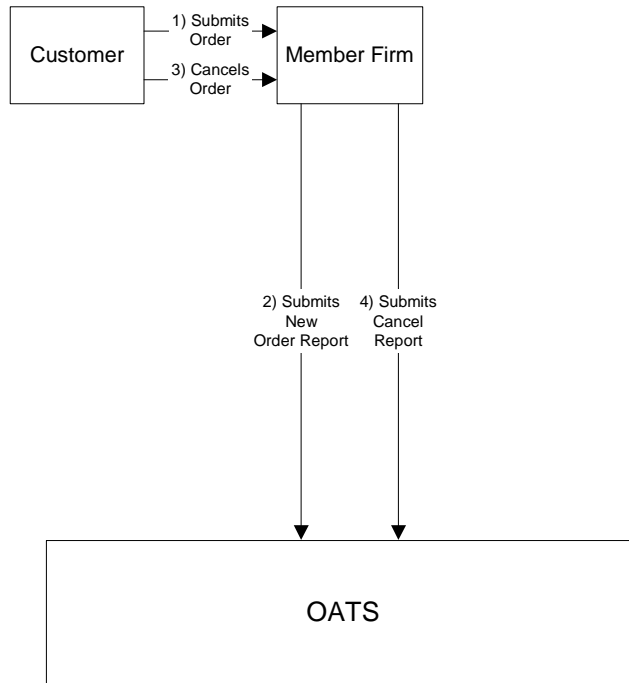 1) Submits
Order
Customer
Member Firm
3) Cancels
Order
2) Submits
New
Order Report
4) Submits
Cancel
Report
OATS